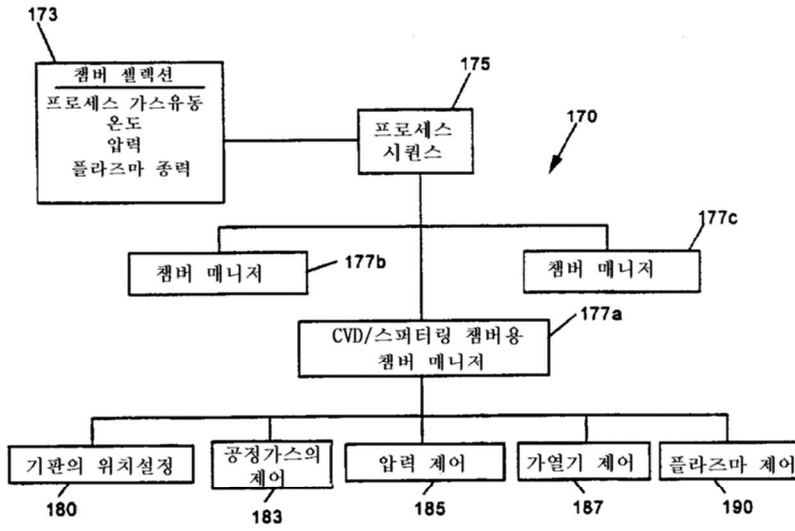 173
챔버 셀렉션
프로세스 가스유동
온도
압력
플라즈마 종력
175
프로세스
시퀀스
170
177c
챔버 매니저
177b
챔버 매니저
177a
CVD/스퍼터링 챔버용
챔버 매니저
기판의 위치설정
공정가스의
제어
압력 제어
가열기 제어
플라즈마 제어
180
183
185
187
190